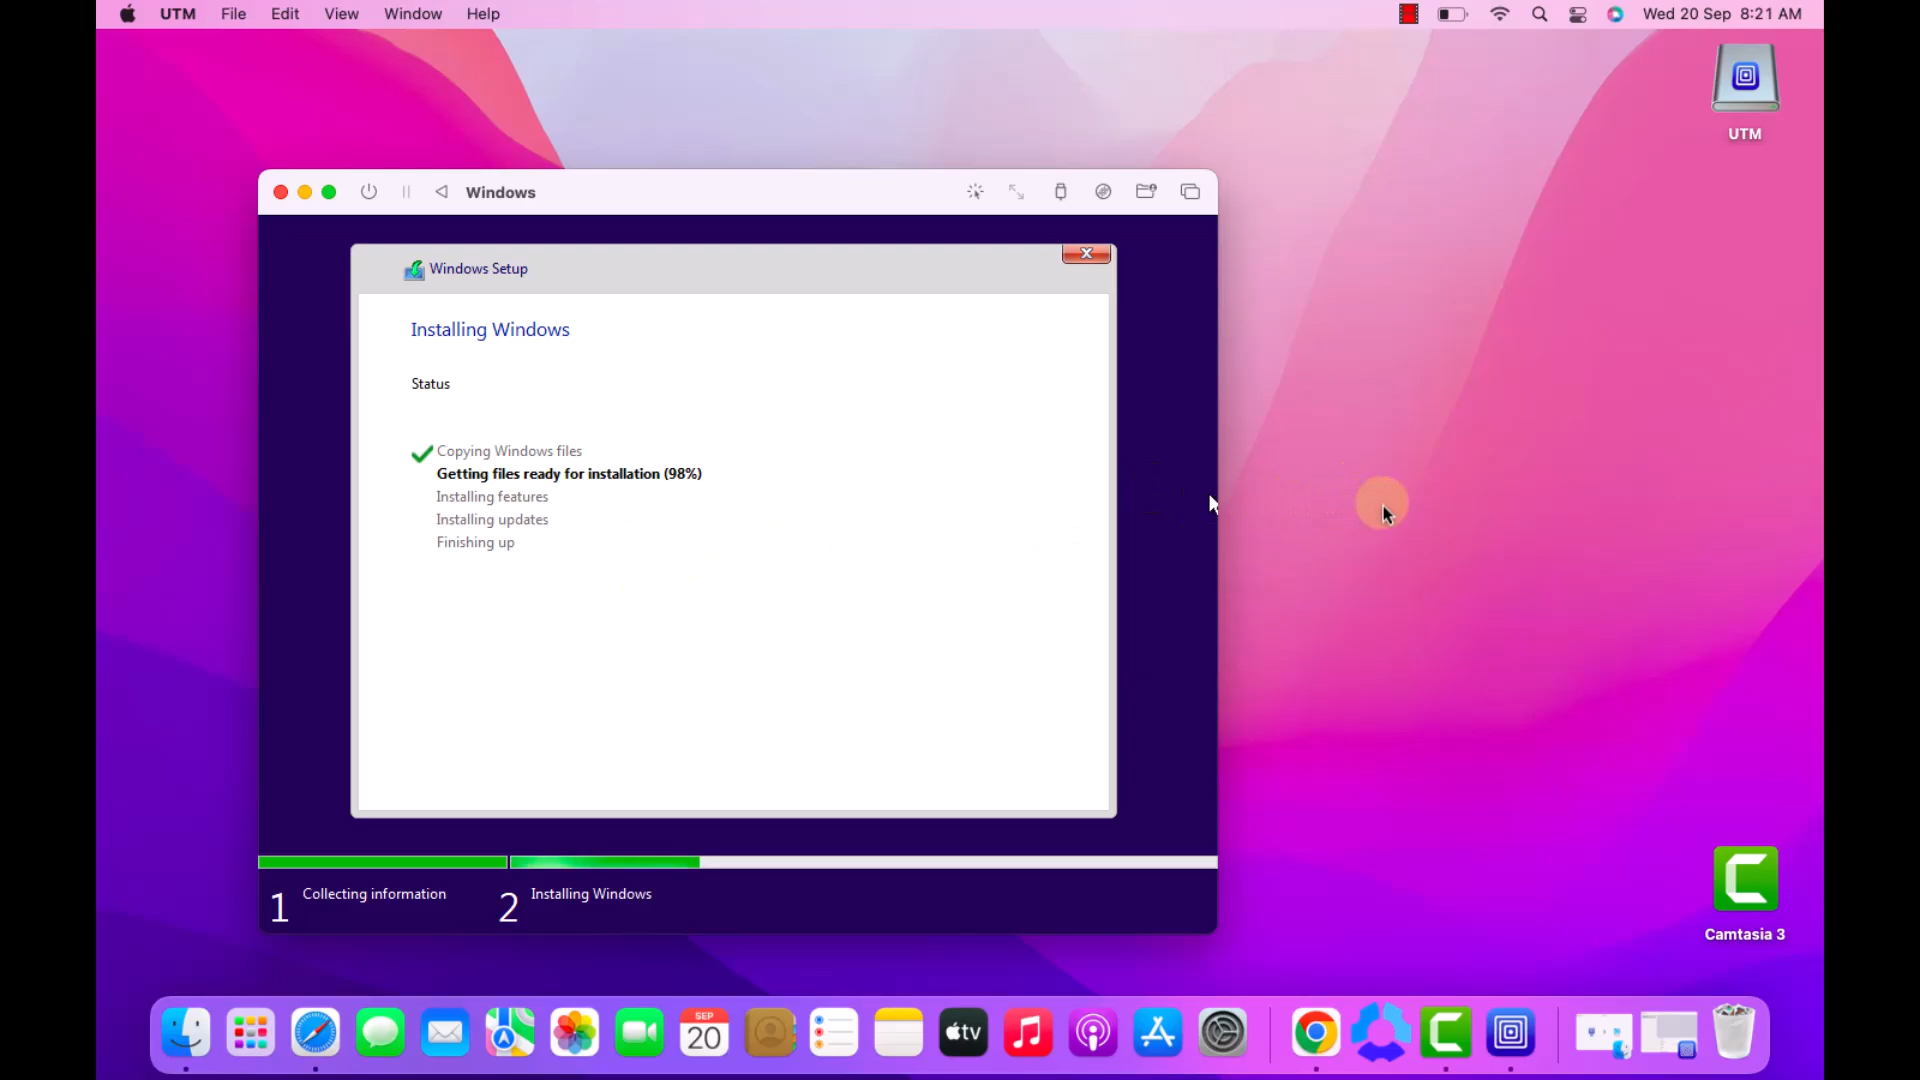 UTM File Edit View Window Help Wed 20 Sep 8:21 AM
UTM
Windows
Windows Setup
X
Installing Windows
Status
Copying Windows files
Getting files ready for installation (98%)
Installing features
Installing updates
Finishing up
1 Collecting information 2 Installing Windows
Camtasia 3
SEP
20
tv